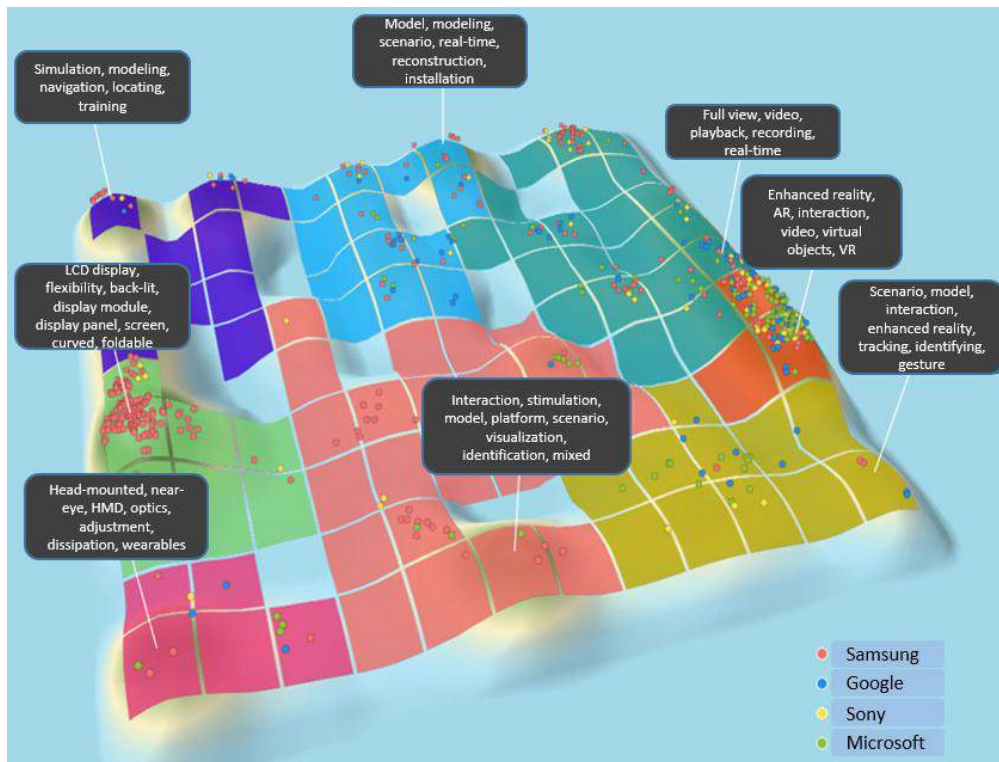 Model, modeling,
scenario, real-time,
reconstruction,
installation
Simulation, modeling,
navigation, locating,
training
Full view, video,
playback, recording,
real-time
Enhanced reality,
AR, interaction,
video, virtual
objects, VR
LCD display,
flexibility, back-lit,
display module,
display panel, screen,
curved, foldable
Scenario, model,
interaction,
enhanced reality,
tracking, identifying,
gesture
Interaction, stimulation,
model, platform, scenario,
visualization,
identification, mixed
Head-mounted, near-
eye, HMD, optics,
adjustment,
dissipation, wearables
Samsung
Google
Sony
Microsoft